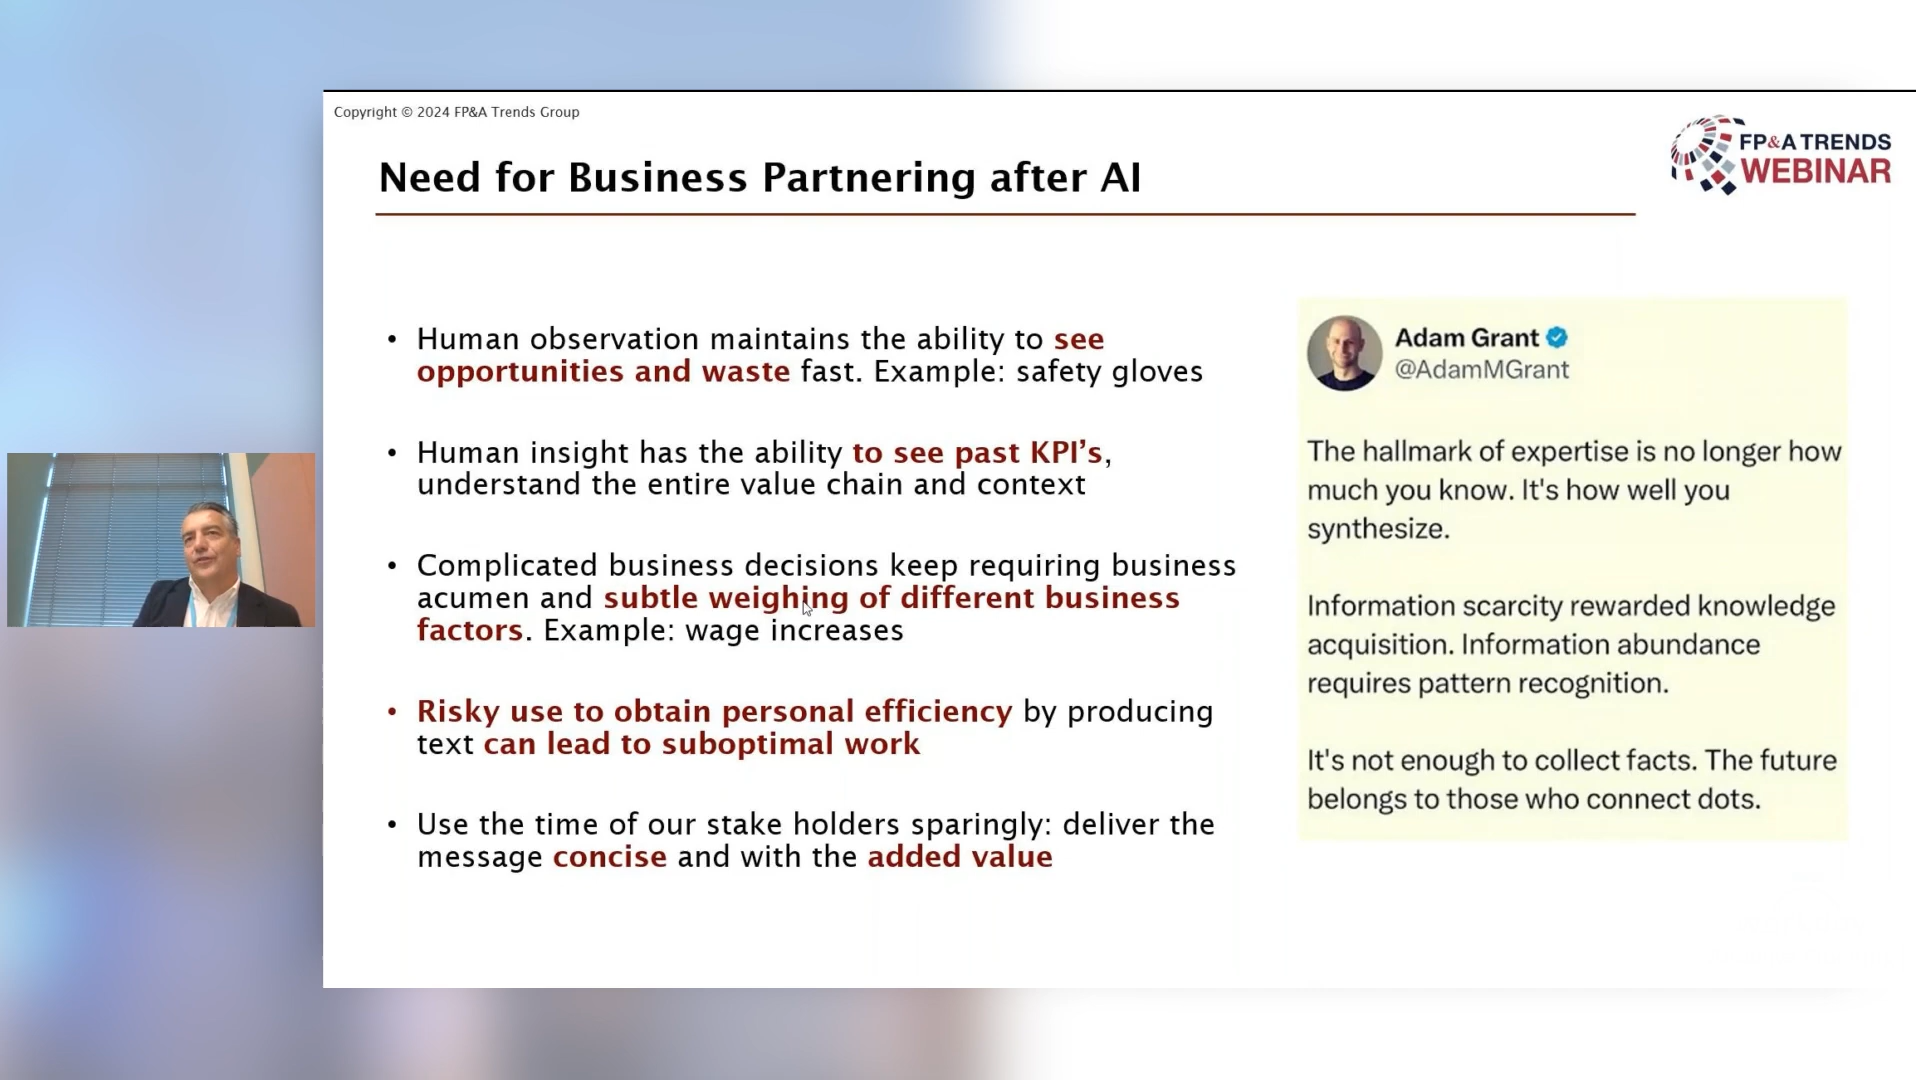 Copyright © 2024 FP&A Trends Group
FP&A TRENDS
WEBINAR
Need for Business Partnering after AI
• Human observation maintains the ability to see
opportunities and waste fast. Example: safety gloves
• Human insight has the ability to see past KPI’s,
understand the entire value chain and context
• Complicated business decisions keep requiring business
acumen and subtle weighing of different business
factors. Example: wage increases
• Risky use to obtain personal efficiency by producing
text can lead to suboptimal work
• Use the time of our stake holders sparingly: deliver the
message concise and with the added value
Adam Grant
@AdamMGrant
The hallmark of expertise is no longer how
much you know. It's how well you
synthesize.
Information scarcity rewarded knowledge
acquisition. Information abundance
requires pattern recognition.
It's not enough to collect facts. The future
belongs to those who connect dots.